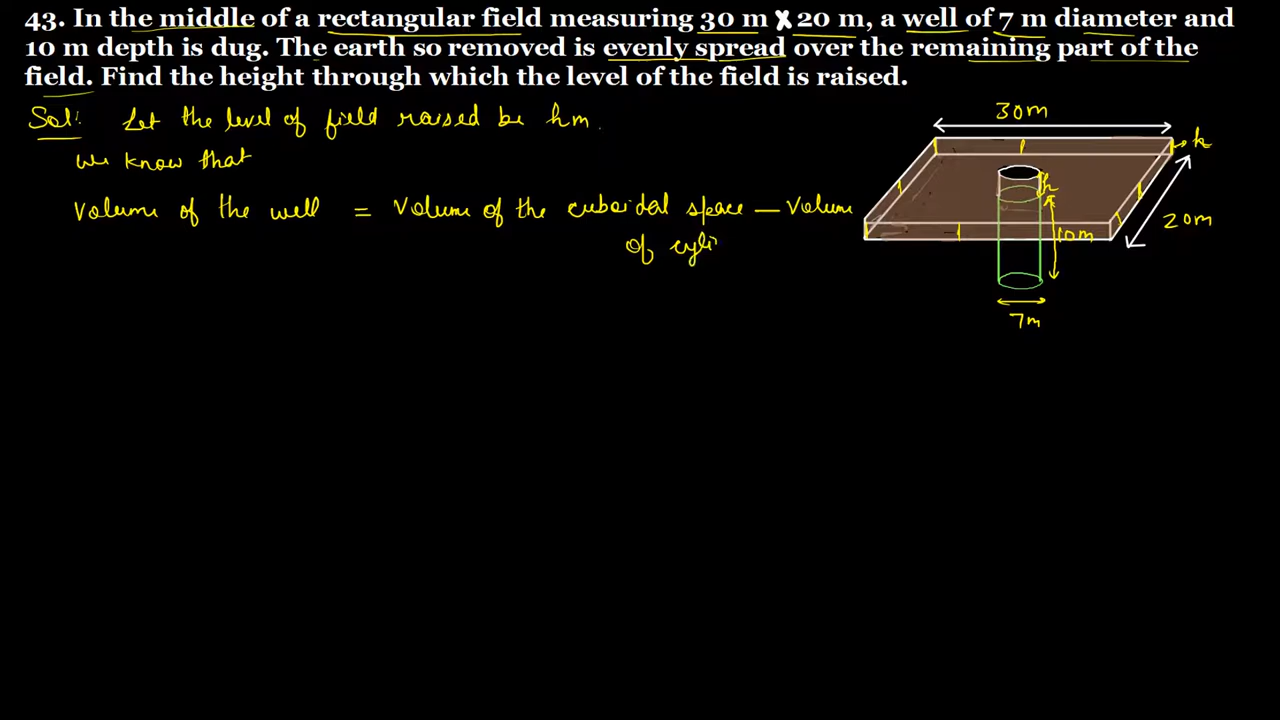 43. In the middle of a rectangular field measuring 30 m × 20 m, a well of 7 m diameter and
10 m depth is dug. The earth so removed is evenly spread over the remaining part of the
field. Find the height through which the level of the field is raised.
Sol: Let the level of field raised be hm.
We know that
Volume of the well = Volume of the cuboidal space – Volume
of cyli
30m
h
h
20m
10m
7m